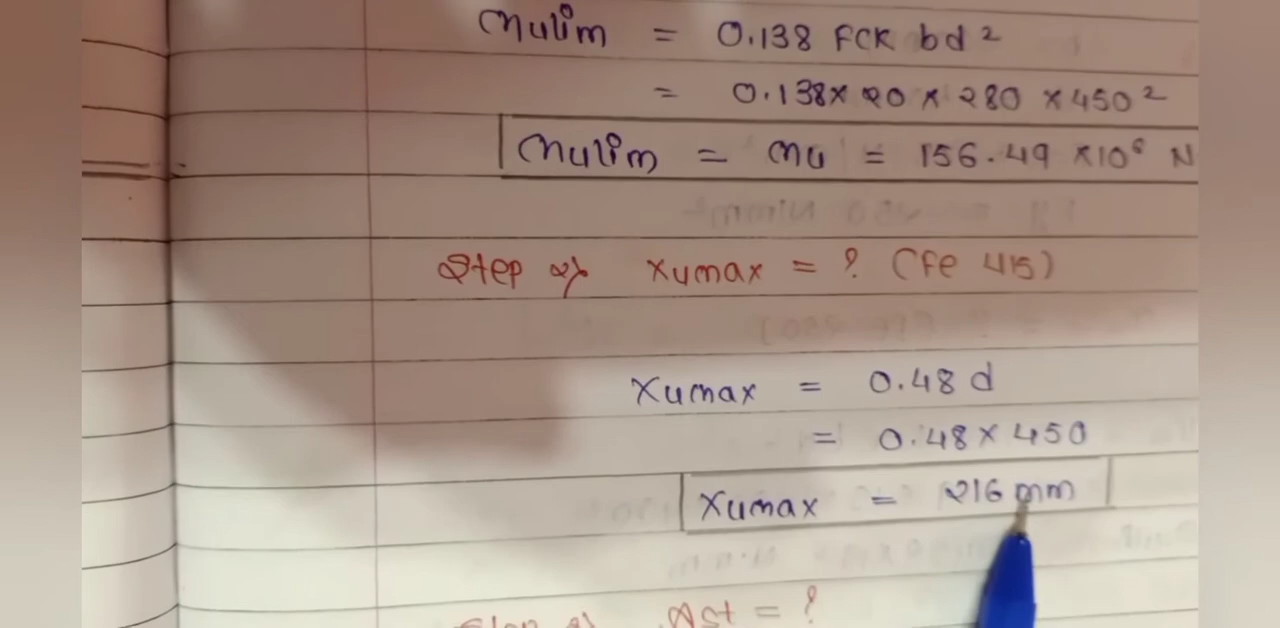 Mulim = 0.138 FCK bd²
= 0.138 × 20 × 280 × 450²
Mulim = Mu = 156.49 ×10⁶ N
Step 2) Xumax = ? (Fe 415)
Xumax = 0.48 d
= 0.48 × 450
Xumax = 216 mm
Ast = ?